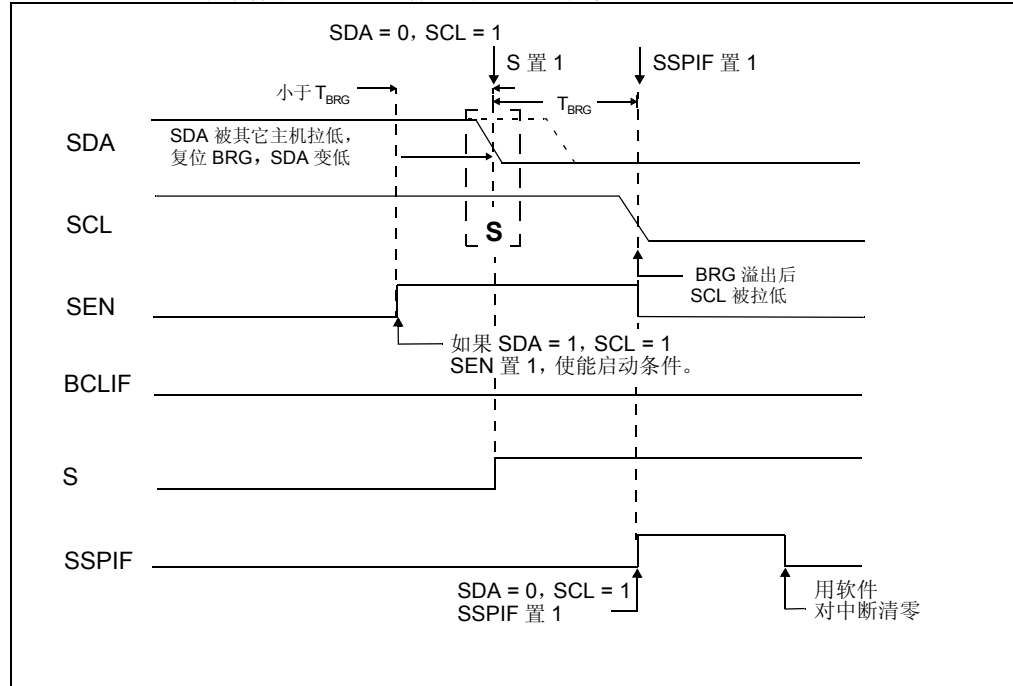 SDA = 0，SCL = 1
S 置 1
SSPIF 置 1
小于 TBRG
TBRG
SDA
SDA 被其它主机拉低，
复位 BRG，SDA 变低
SCL
S
BRG 溢出后
SCL 被拉低
SEN
如果 SDA = 1，SCL = 1
SEN 置 1，使能启动条件。
BCLIF
S
SSPIF
SDA = 0，SCL = 1
SSPIF 置 1
用软件
对中断清零